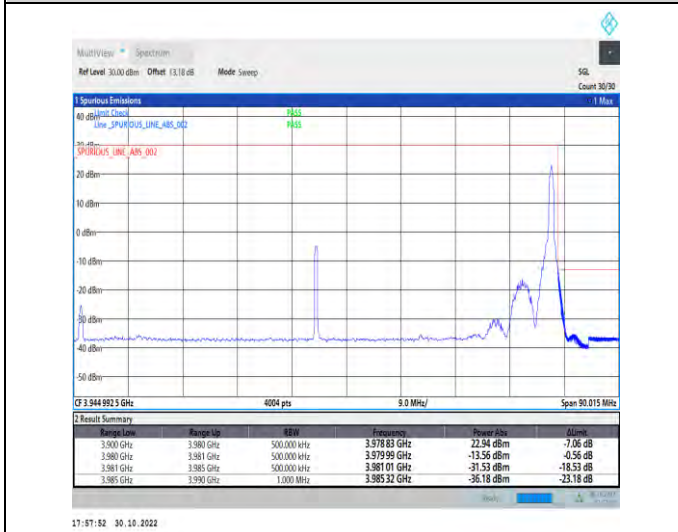 MultiView Spectrum
Ref Level 30.00 dBm Offset 13.18 dB Mode Sweep SGL
Count 30/30
1 Spurious Emissions 1 Max
40 dBm Limit Check PASS
Line _SPURIOUS_LINE_ABS_002 PASS
_SPURIOUS_LINE_ABS_002
10 dBm
0 dBm
-10 dBm
-20 dBm
-30 dBm
-40 dBm
-50 dBm
CF 3.944 992 5 GHz 4004 pts 9.0 MHz/ Span 90.015 MHz
2 Result Summary
Range Low Range Up RBW Frequency Power Abs ΔLimit
3.900 GHz 3.980 GHz 500.000 kHz 3.978 83 GHz 22.94 dBm -7.06 dB
3.980 GHz 3.981 GHz 500.000 kHz 3.979 99 GHz -13.56 dBm -0.56 dB
3.981 GHz 3.985 GHz 500.000 kHz 3.981 01 GHz -31.53 dBm -18.53 dB
3.985 GHz 3.990 GHz 1.000 MHz 3.985 32 GHz -36.18 dBm -23.18 dB
17:57:52 30.10.2022